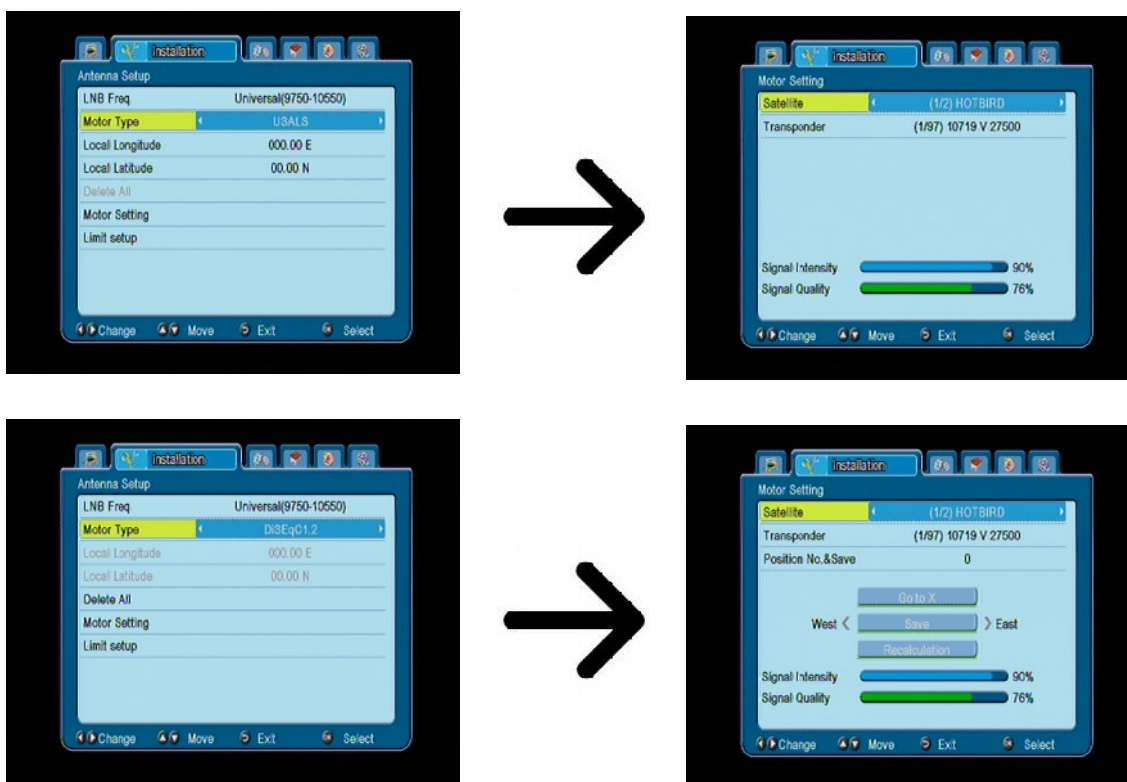 Installation
Antenna Setup
LNB Freq Universal(9750-10550)
Motor Type USALS
Local Longitude 000.00 E
Local Latitude 00.00 N
Delete All
Motor Setting
Limit setup
Change Move Exit Select
Installation
Motor Setting
Satellite (1/2) HOTBIRD
Transponder (1/97) 10719 V 27500
Signal Intensity 90%
Signal Quality 76%
Change Move Exit Select
Installation
Antenna Setup
LNB Freq Universal(9750-10550)
Motor Type DiSEqC1.2
Local Longitude 000.00 E
Local Latitude 00.00 N
Delete All
Motor Setting
Limit setup
Change Move Exit Select
Installation
Motor Setting
Satellite (1/2) HOTBIRD
Transponder (1/97) 10719 V 27500
Position No.&Save 0
Go to X
West Save East
Recalculation
Signal Intensity 90%
Signal Quality 76%
Change Move Exit Select